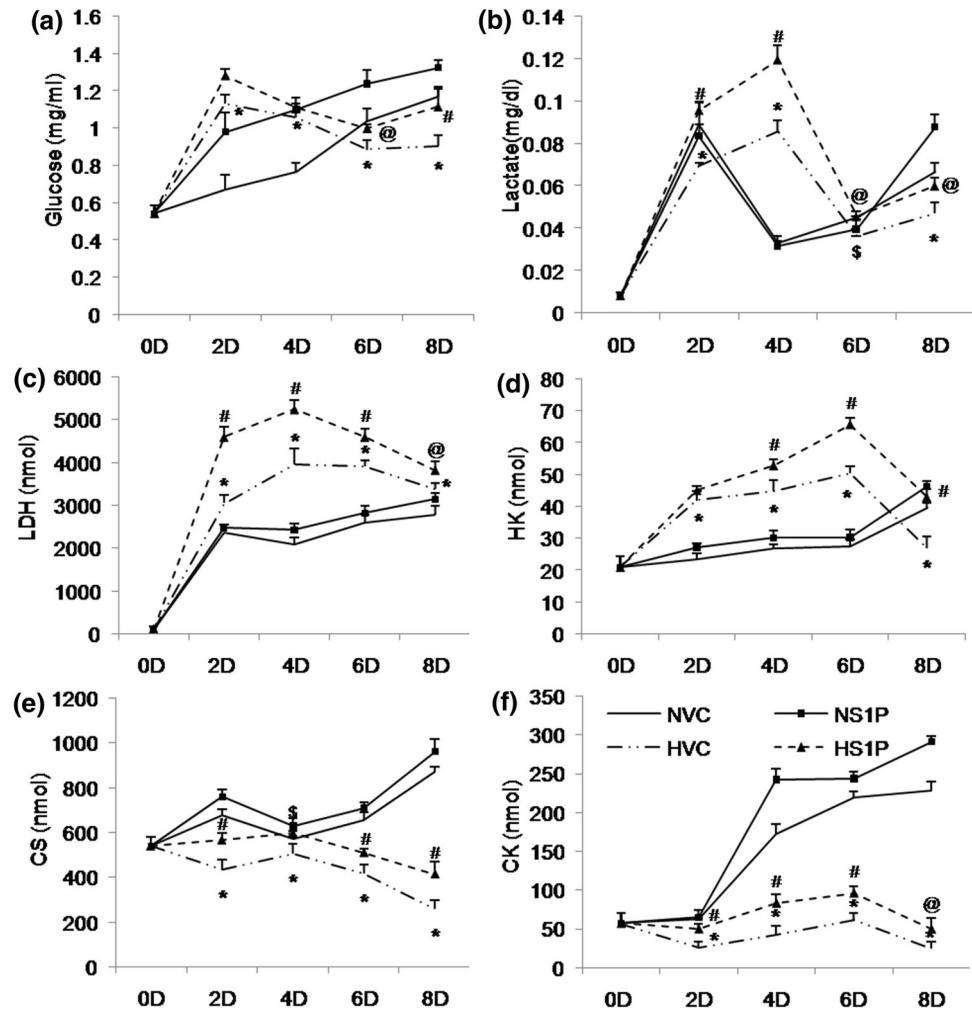 (a)
Glucose (mg/ml)
1.6
1.4
1.2
1
0.8
0.6
0.4
0.2
0
* * @ * # *
0D 2D 4D 6D 8D
(b)
Lactate(mg/dl)
0.14
0.12
0.1
0.08
0.06
0.04
0.02
0
# * # * @ $ @ *
0D 2D 4D 6D 8D
(c)
LDH (nmol)
6000
5000
4000
3000
2000
1000
0
# * # * # * @ *
0D 2D 4D 6D 8D
(d)
HK (nmol)
80
70
60
50
40
30
20
10
0
* # * # * # *
0D 2D 4D 6D 8D
(e)
CS (nmol)
1200
1000
800
600
400
200
0
# * $ * # * # *
0D 2D 4D 6D 8D
(f)
CK (nmol)
350
300
250
200
150
100
50
0
NVC NS1P
HVC HS1P
# * # * # * @ *
0D 2D 4D 6D 8D